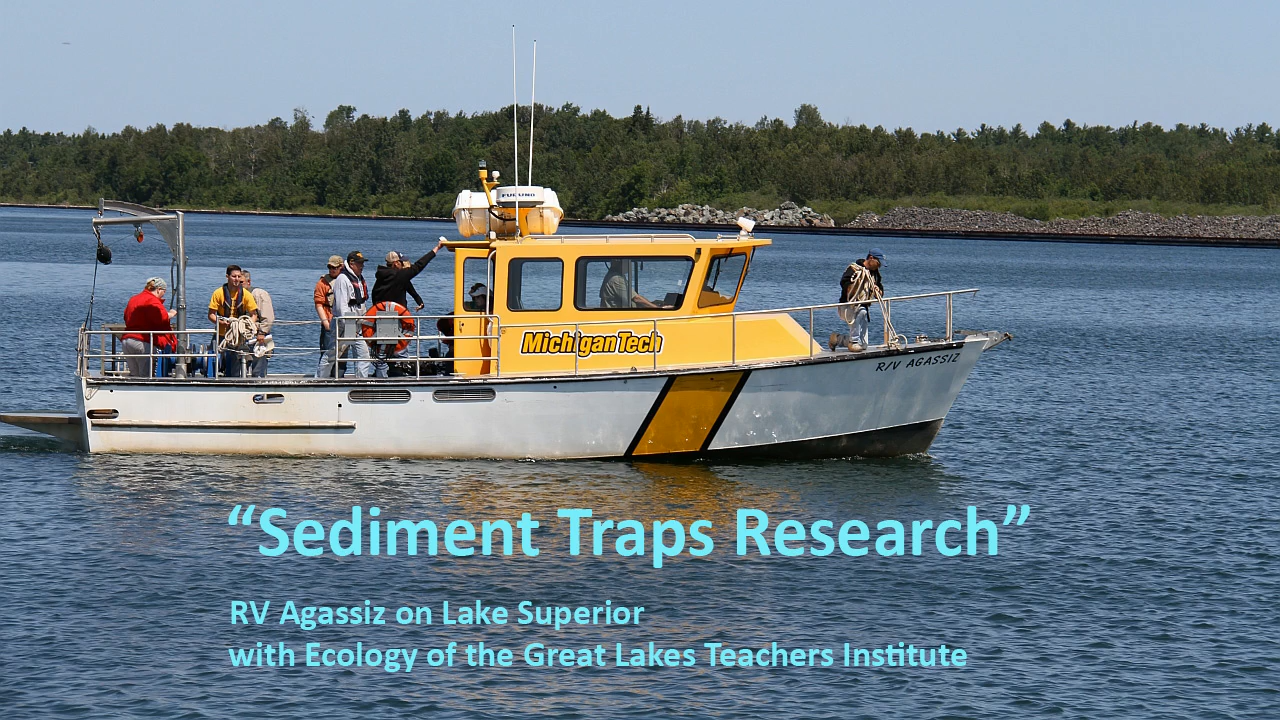 FURUNO
MichiganTech
R/V AGASSIZ
“Sediment Traps Research”
RV Agassiz on Lake Superior
with Ecology of the Great Lakes Teachers Institute